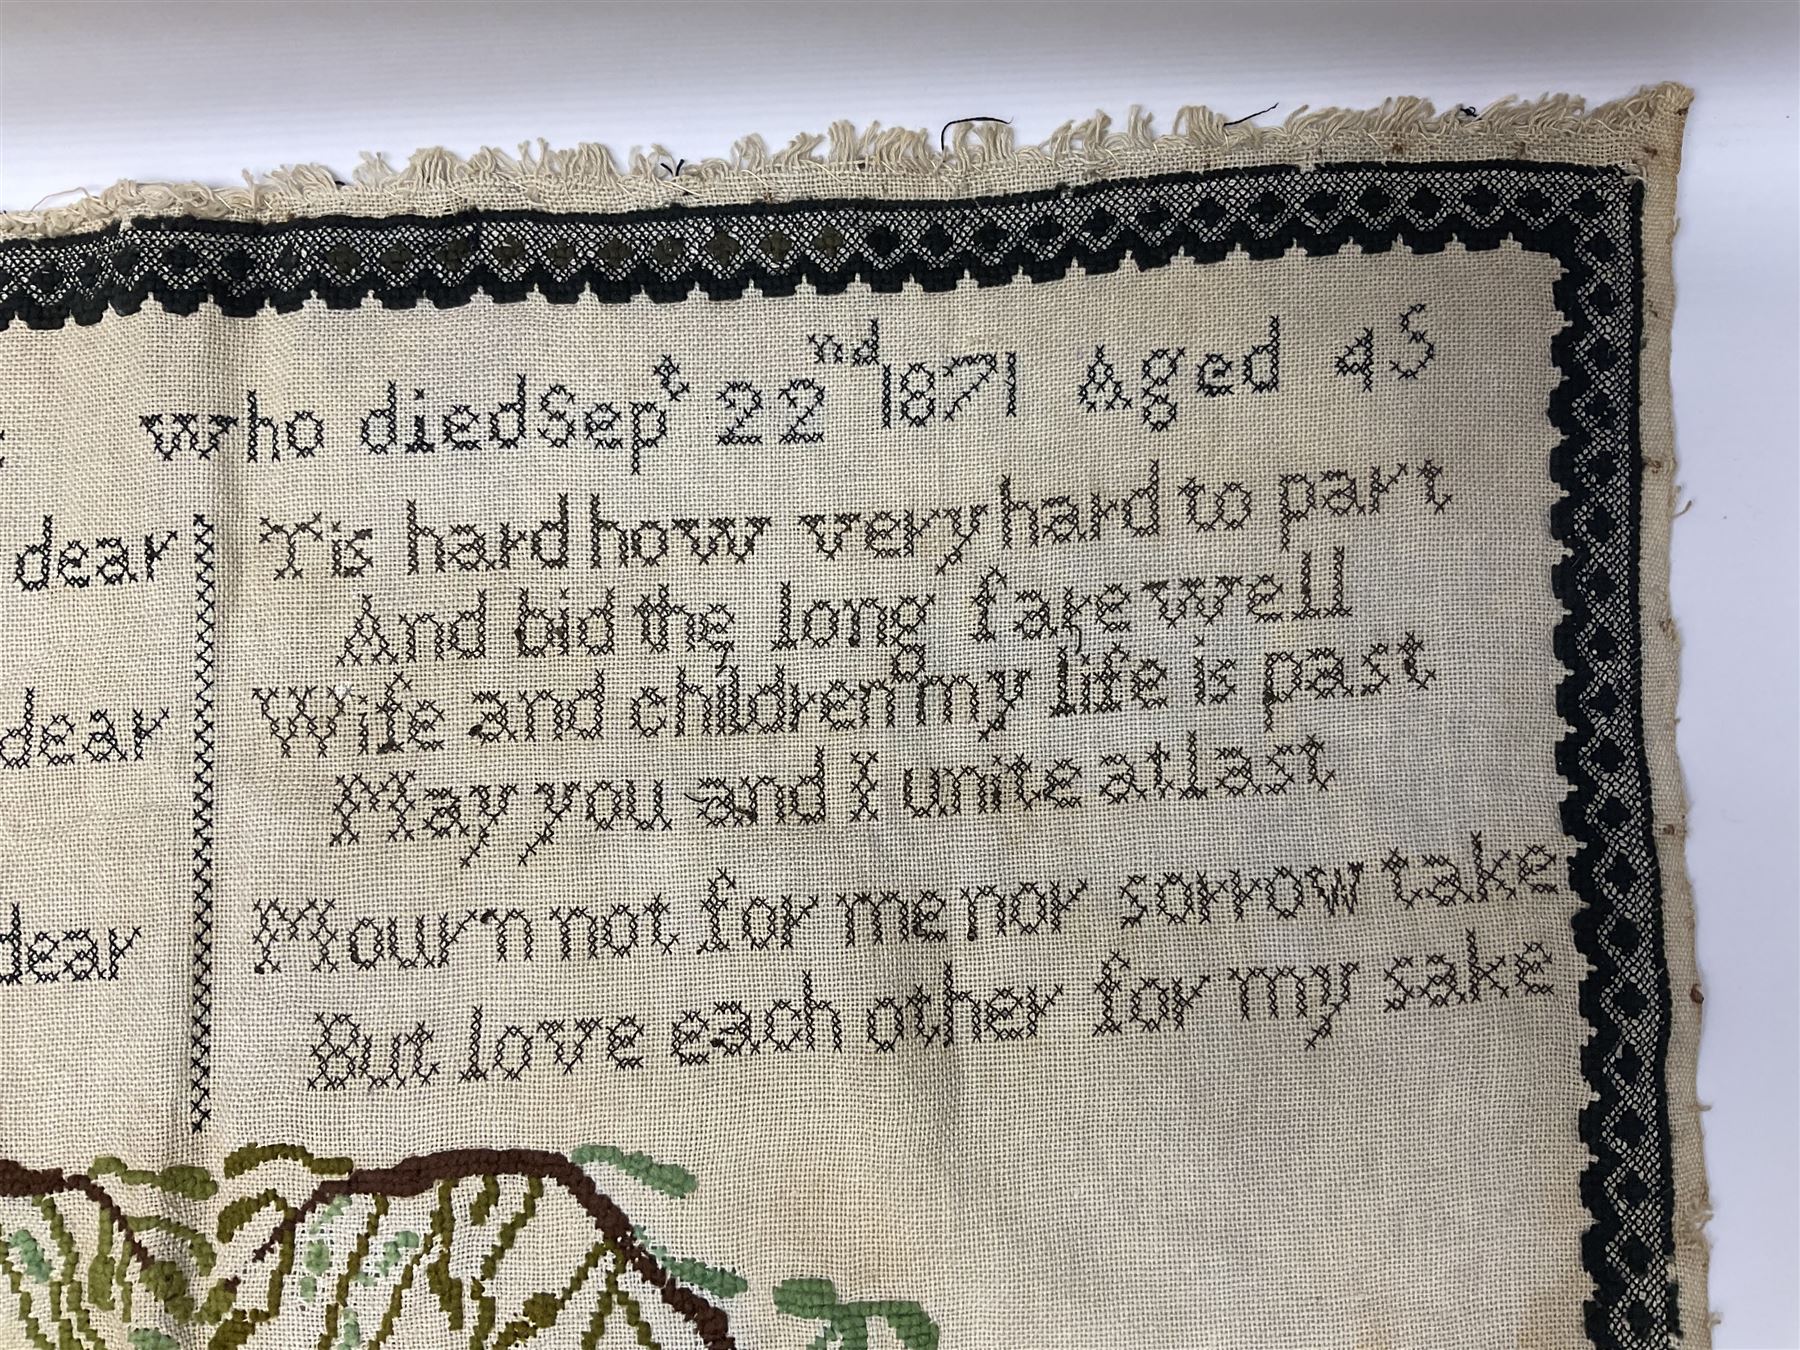 who died Sept 22nd 1871 Aged 45
dear
Tis hard how very hard to part
And bid the long farewell
dear
Wife and children my life is past
May you and I unite at last
dear
Mourn not for me nor sorrow take
But love each other for my sake